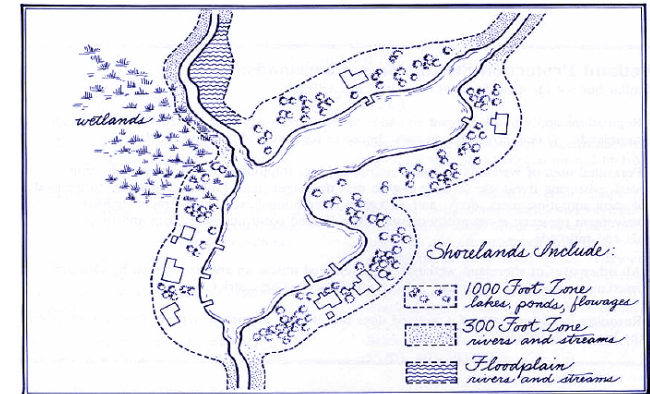 wetlands
Shorelands Include:
1000 Foot Zone
lakes, ponds, flowages
300 Foot Zone
rivers and streams
Floodplain
rivers and streams